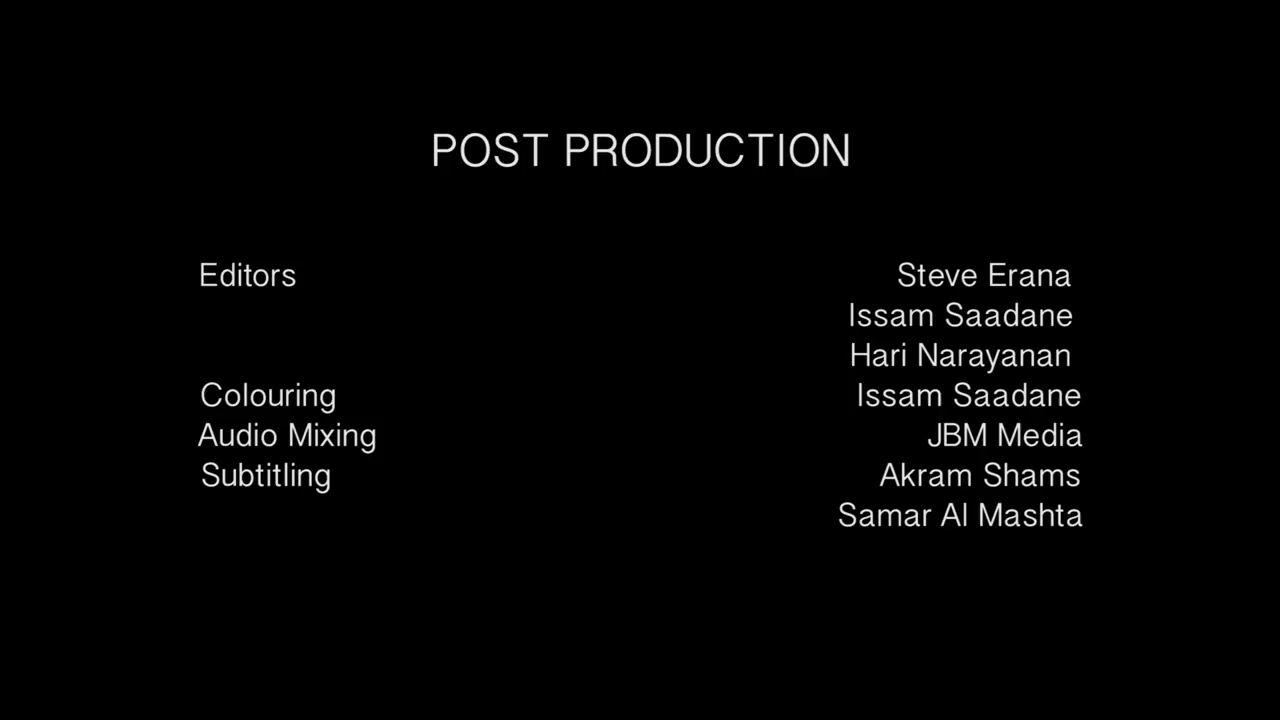 POST PRODUCTION
Editors Steve Erana
Issam Saadane
Hari Narayanan
Colouring Issam Saadane
Audio Mixing JBM Media
Subtitling Akram Shams
Samar Al Mashta